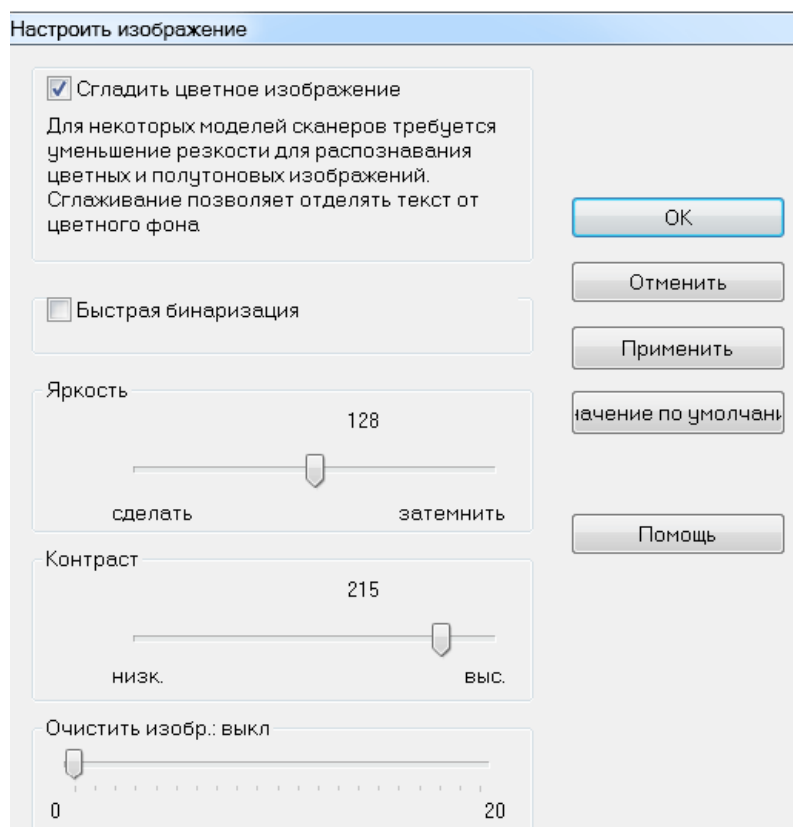 Настроить изображение
Сгладить цветное изображение
Для некоторых моделей сканеров требуется
уменьшение резкости для распознавания
цветных и полутоновых изображений.
Сглаживание позволяет отделять текст от
цветного фона
OK
Отменить
Быстрая бинаризация
Применить
Яркость
128
начение по умолчани
сделать затемнить
Помощь
Контраст
215
низк. выс.
Очистить изобр.: выкл
0 20